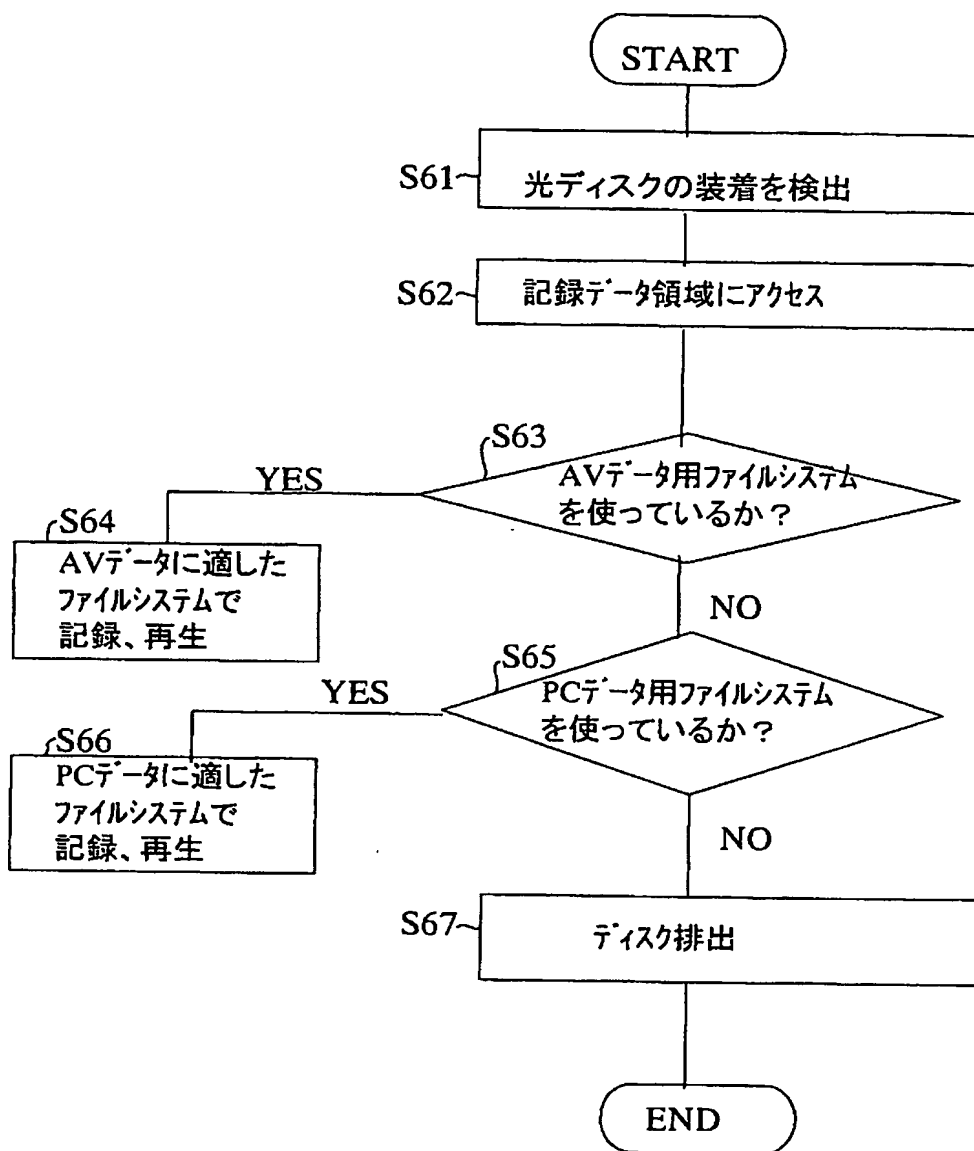 START
S61
光ディスクの装着を検出
S62
記録データ領域にアクセス
S63
AVデータ用ファイルシステム
を使っているか?
YES
S64
AVデータに適した
ファイルシステムで
記録、再生
NO
S65
PCデータ用ファイルシステム
を使っているか?
YES
S66
PCデータに適した
ファイルシステムで
記録、再生
NO
S67
ディスク排出
END